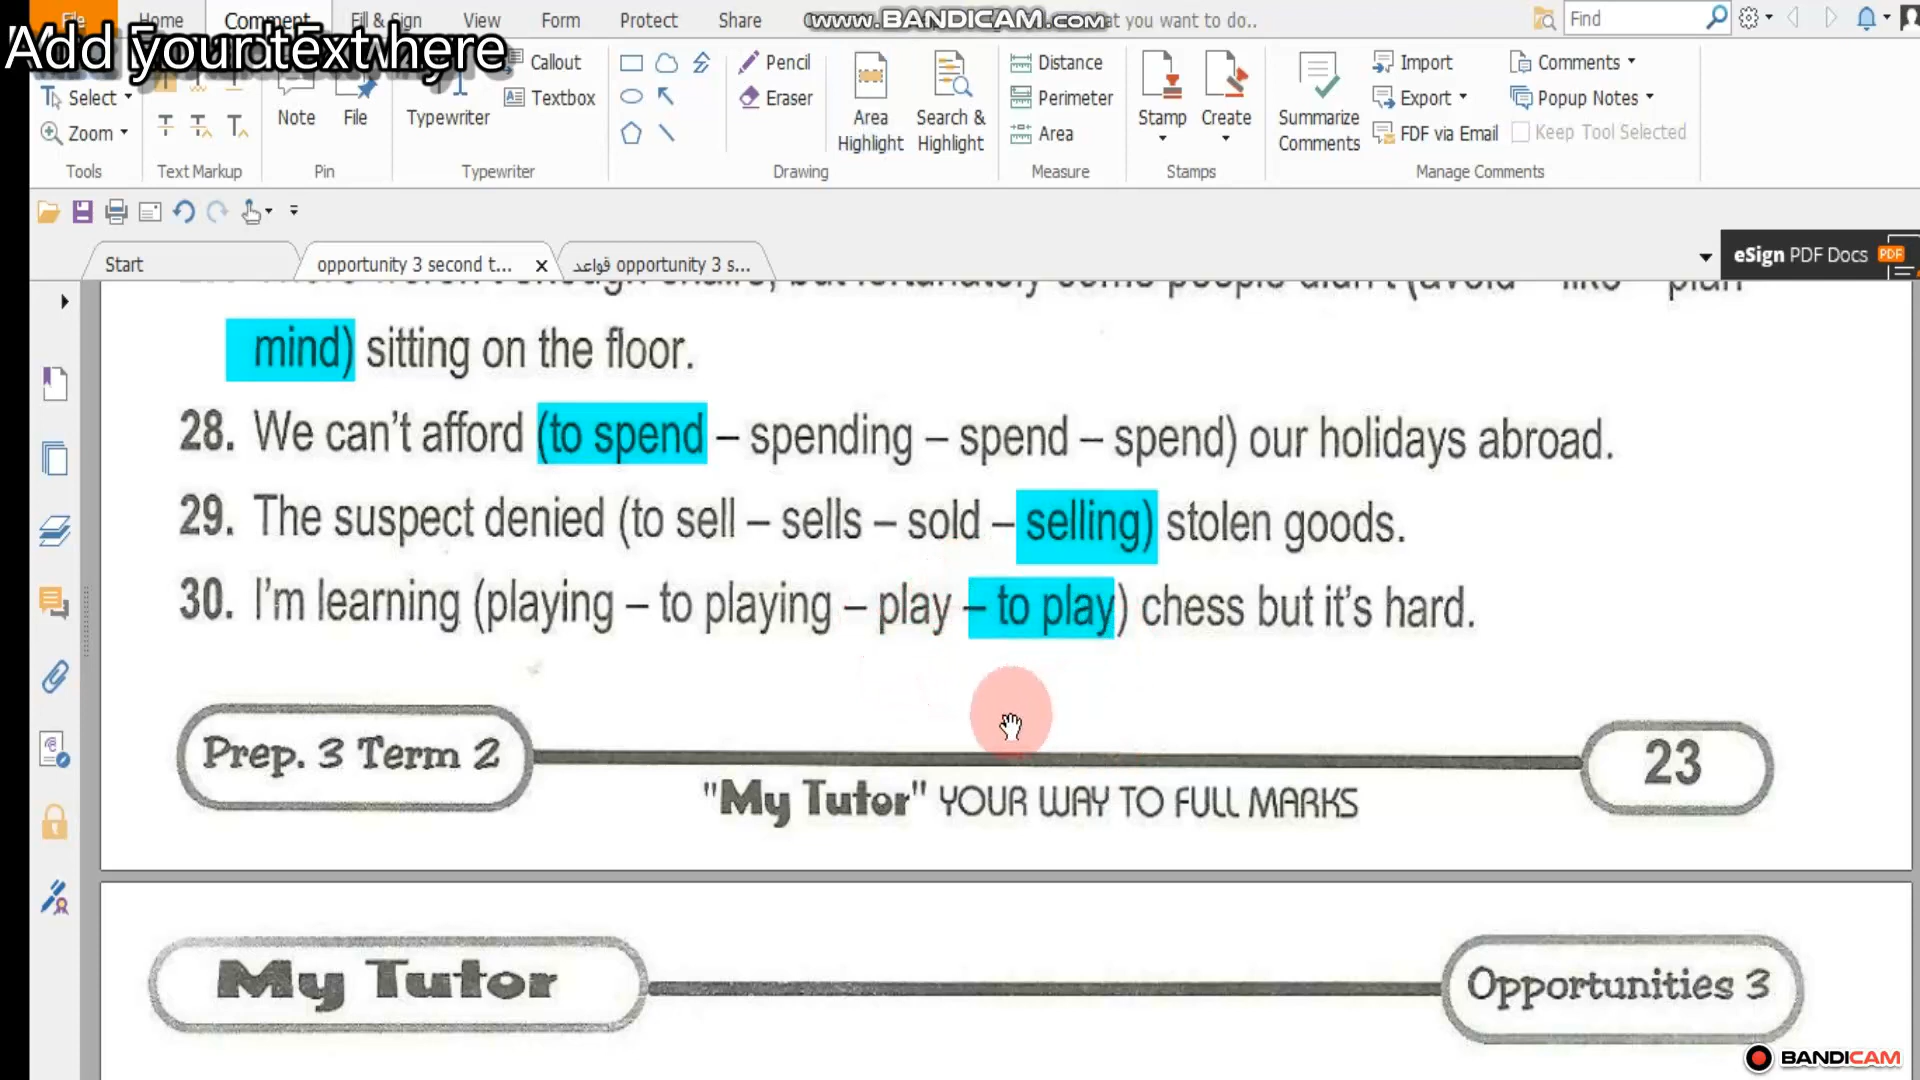 File Home Comment Fill & Sign View Form Protect Share www.BANDICAM.com hat you want to do.. Find
Add your text here
Select
Zoom
Tools
Text Markup
Note
File
Pin
Typewriter
Callout
Textbox
Typewriter
Pencil
Eraser
Area Highlight
Search & Highlight
Drawing
Distance
Perimeter
Area
Measure
Stamp
Create
Stamps
Summarize Comments
Import
Export
FDF via Email
Comments
Popup Notes
Keep Tool Selected
Manage Comments
Start
opportunity 3 second t...
قواعد opportunity 3 s...
eSign PDF Docs PDF
mind) sitting on the floor.
28. We can't afford (to spend – spending – spend – spend) our holidays abroad.
29. The suspect denied (to sell – sells – sold – selling) stolen goods.
30. I'm learning (playing – to playing – play – to play) chess but it's hard.
Prep. 3 Term 2
23
"My Tutor" YOUR WAY TO FULL MARKS
My Tutor
Opportunities 3
BANDICAM